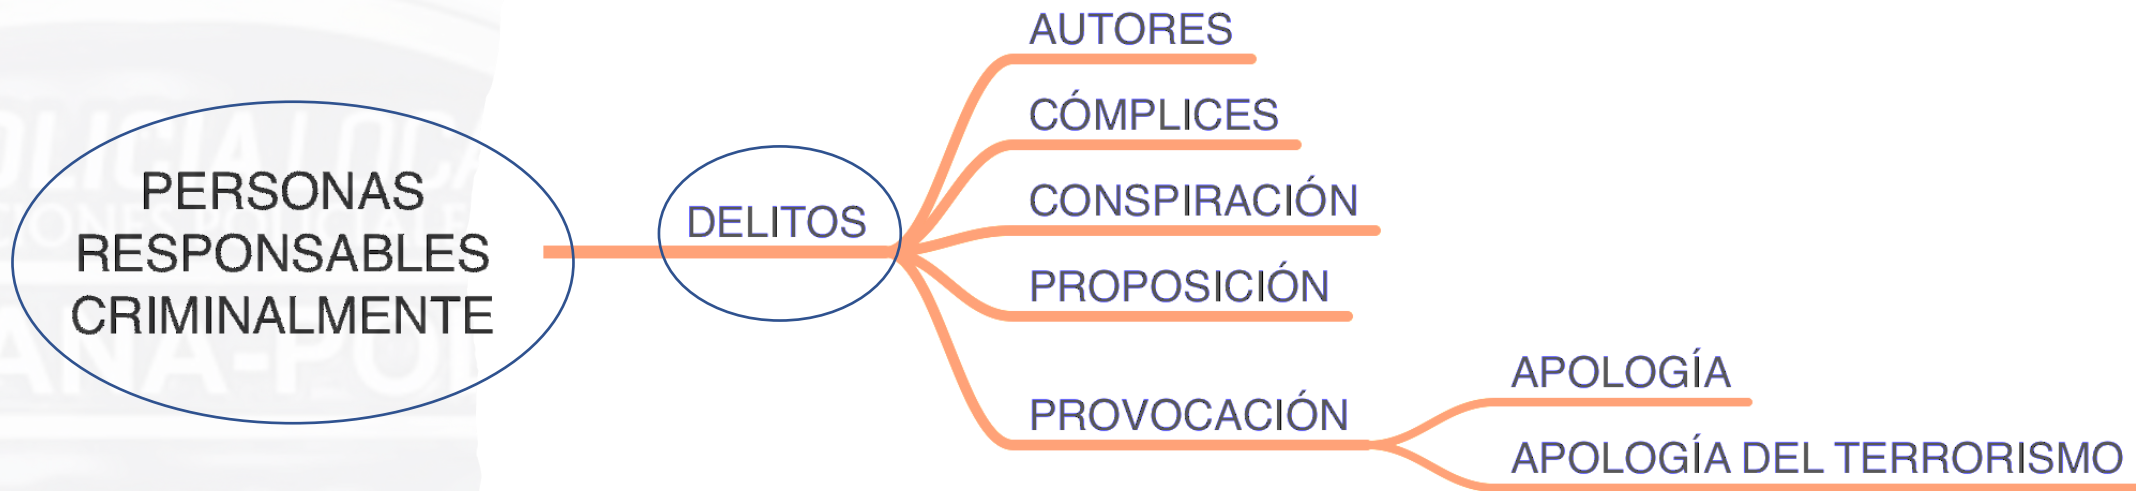 AUTORES
CÓMPLICES
CONSPIRACIÓN
PROPOSICIÓN
PROVOCACIÓN
APOLOGÍA
APOLOGÍA DEL TERRORISMO
DELITOS
PERSONAS
RESPONSABLES
CRIMINALMENTE